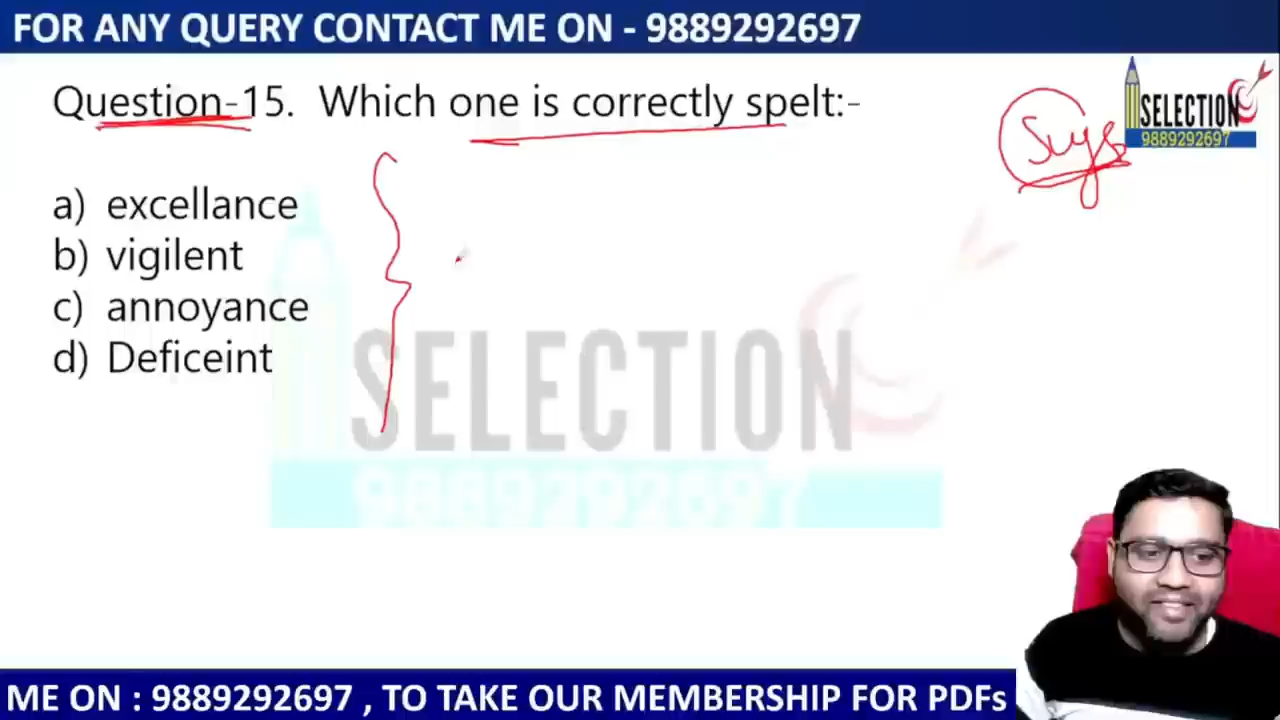 FOR ANY QUERY CONTACT ME ON - 9889292697
Question-15. Which one is correctly spelt:-
SELECTION
9889292697
a) excellance
b) vigilent
c) annoyance
d) Deficeint
SELECTION
9889292697
ME ON : 9889292697 , TO TAKE OUR MEMBERSHIP FOR PDFs